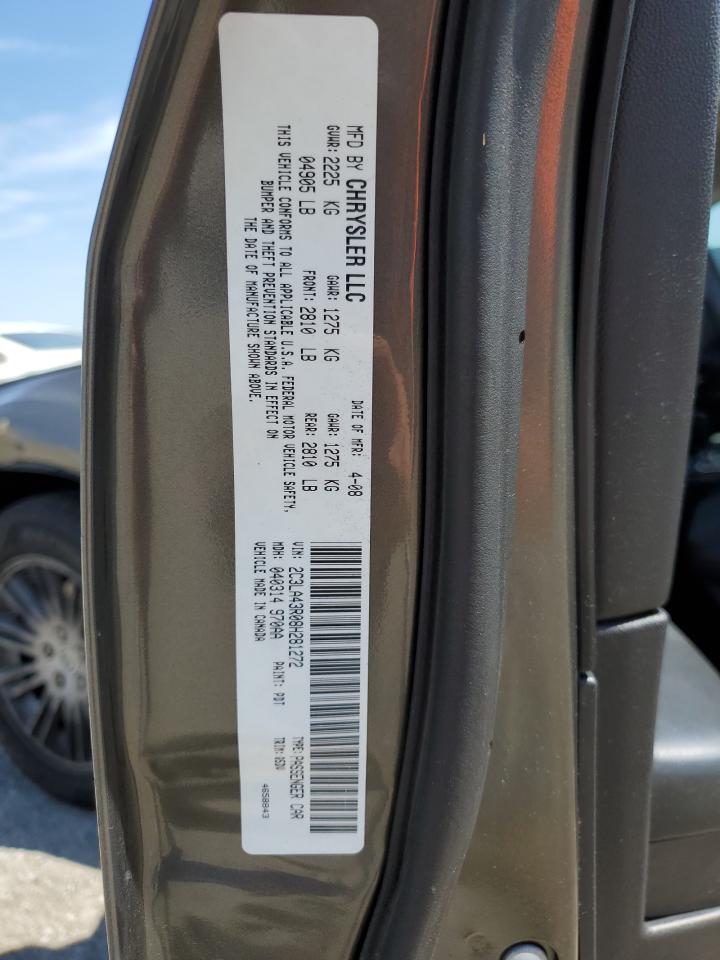 MFD BY CHRYSLER LLC DATE OF MFR: 4-08
GVWR: 2225 KG GAWR: 1275 KG GAWR: 1275 KG
04905 LB FRONT: 2810 LB REAR: 2810 LB
THIS VEHICLE CONFORMS TO ALL APPLICABLE U.S.A. FEDERAL MOTOR VEHICLE SAFETY,
BUMPER AND THEFT PREVENTION STANDARDS IN EFFECT ON
THE DATE OF MANUFACTURE SHOWN ABOVE.
VIN: 2C3LA43R08H281272 TYPE: PASSENGER CAR
MDH: 040314 970AA PAINT: PDT TRIM: I5DV
VEHICLE MADE IN CANADA
4658843